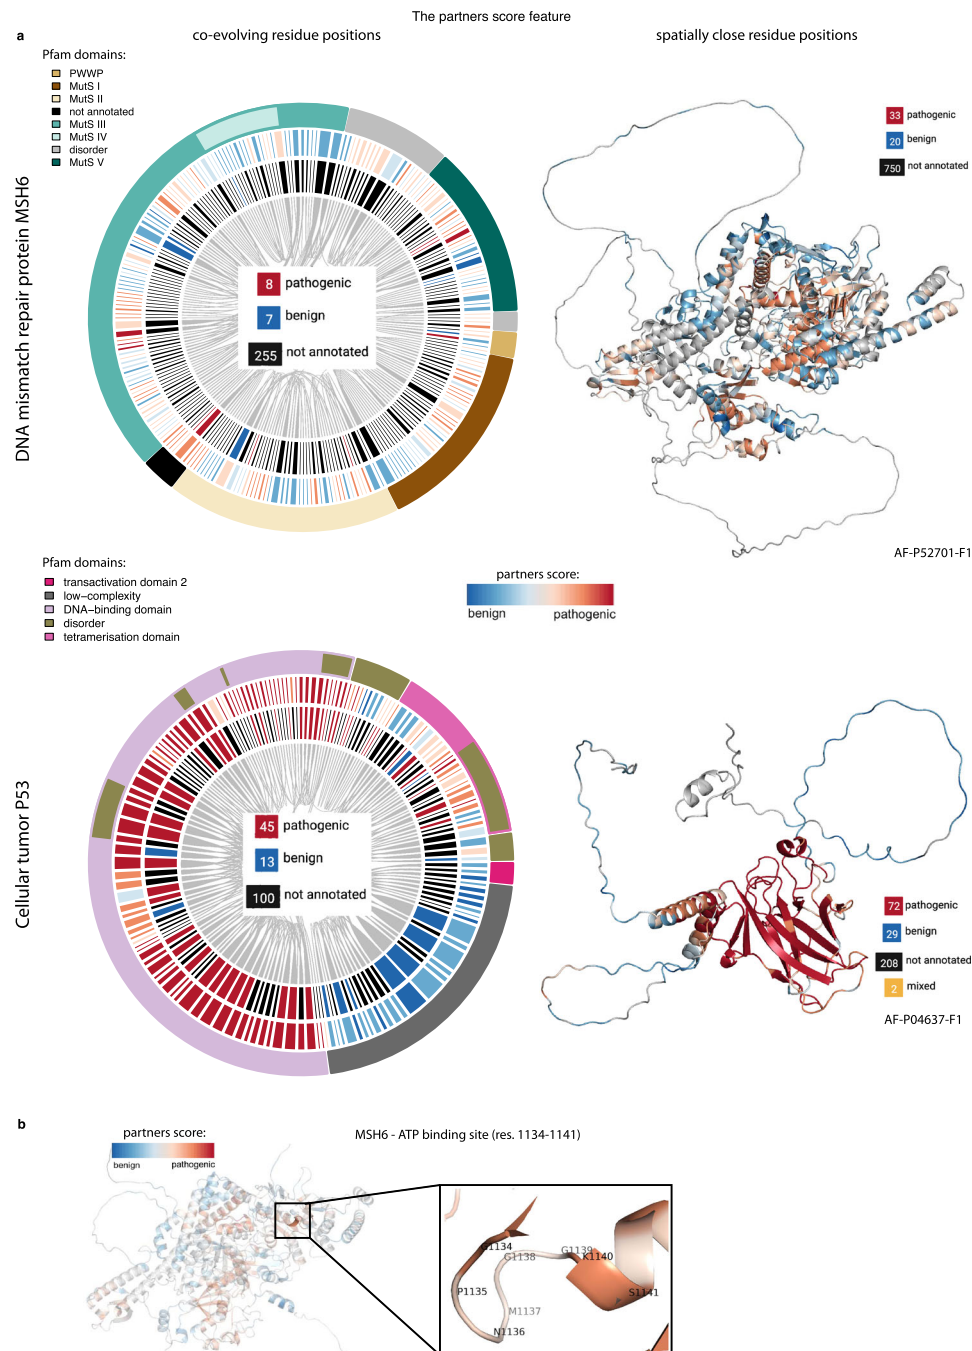 The partners score feature
a
co-evolving residue positions
spatially close residue positions
Pfam domains:
PWWP
MutS I
MutS II
not annotated
MutS III
MutS IV
disorder
MutS V
DNA mismatch repair protein MSH6
8 pathogenic
7 benign
255 not annotated
33 pathogenic
20 benign
750 not annotated
AF-P52701-F1
Pfam domains:
transactivation domain 2
low-complexity
DNA-binding domain
disorder
tetramerisation domain
partners score:
benign pathogenic
Cellular tumor P53
45 pathogenic
13 benign
100 not annotated
72 pathogenic
29 benign
208 not annotated
2 mixed
AF-P04637-F1
b
partners score:
benign pathogenic
MSH6 - ATP binding site (res. 1134-1141)
G1134
G1138
G1139
K1140
P1135
S1141
M1137
N1136